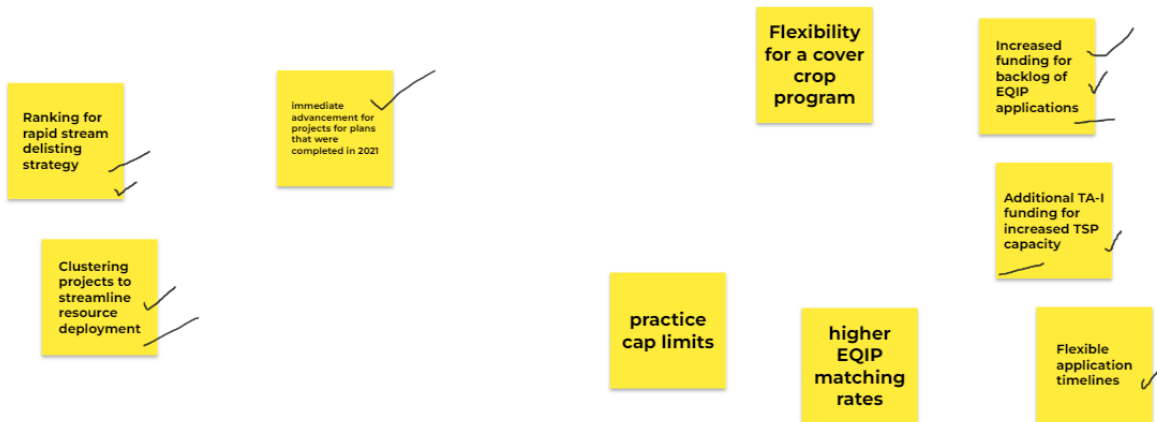 Ranking for
rapid stream
delisting
strategy
immediate
advancement for
projects for plans
that were
completed in 2021
Clustering
projects to
streamline
resource
deployment
Flexibility
for a cover
crop
program
Increased
funding for
backlog of
EQIP
applications
Additional TA-I
funding for
increased TSP
capacity
practice
cap limits
higher
EQIP
matching
rates
Flexible
application
timelines